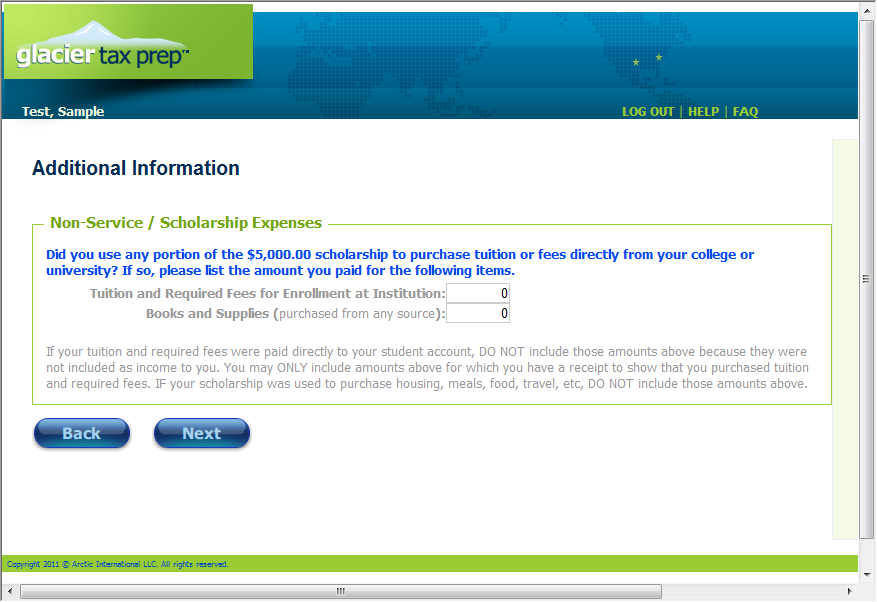 glacier tax prep™
Test, Sample
LOG OUT | HELP | FAQ
Additional Information
Non-Service / Scholarship Expenses
Did you use any portion of the $5,000.00 scholarship to purchase tuition or fees directly from your college or
university? If so, please list the amount you paid for the following items.
Tuition and Required Fees for Enrollment at Institution: 0
Books and Supplies (purchased from any source): 0
If your tuition and required fees were paid directly to your student account, DO NOT include those amounts above because they were
not included as income to you. You may ONLY include amounts above for which you have a receipt to show that you purchased tuition
and required fees. IF your scholarship was used to purchase housing, meals, food, travel, etc, DO NOT include those amounts above.
Back Next
Copyright 2011 © Arctic International LLC. All rights reserved.